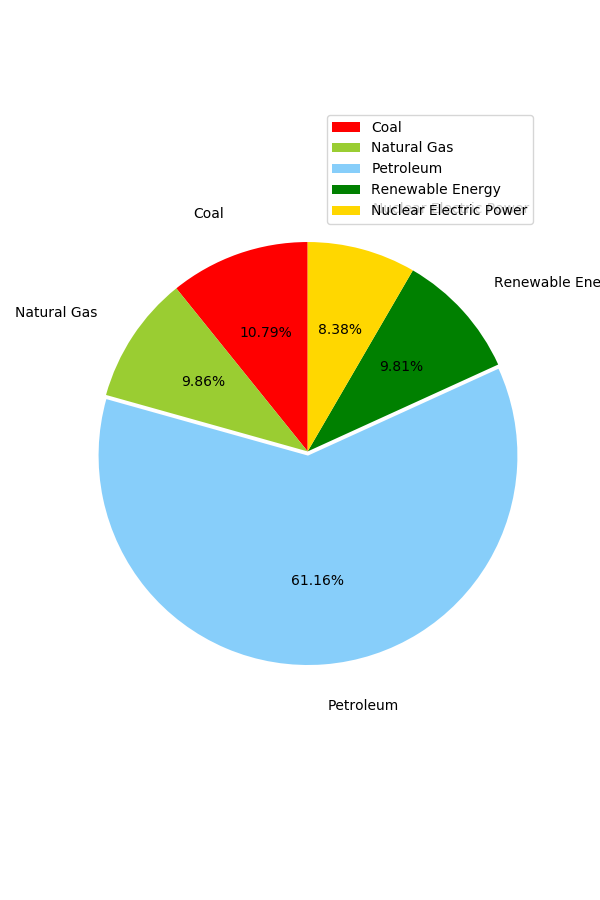 Coal
Natural Gas
Petroleum
Renewable Energy
Nuclear Electric Power
Coal
Renewable Ene
Natural Gas
10.79%
8.38%
9.81%
9.86%
61.16%
Petroleum